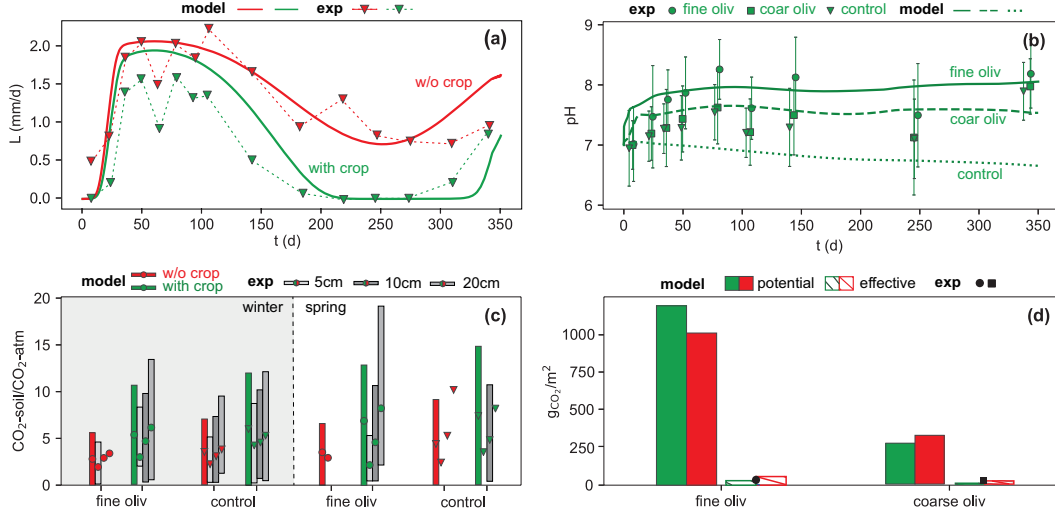 model exp
(a)
L (mm/d)
2.0
1.5
1.0
0.5
0.0
w/o crop
with crop
0 50 100 150 200 250 300 350
t (d)
exp fine oliv coar oliv control model
(b)
pH
9
8
7
6
fine oliv
coar oliv
control
0 50 100 150 200 250 300 350
t (d)
model w/o crop exp 5cm 10cm 20cm
with crop
winter spring
(c)
CO2-soil/CO2-atm
20
15
10
5
0
fine oliv control fine oliv control
model potential effective exp
(d)
gCO2/m2
1000
750
500
250
0
fine oliv coarse oliv